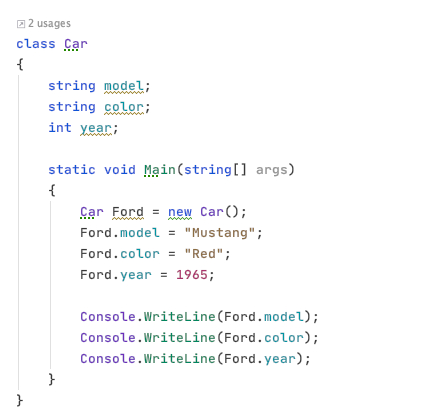 2 usages
class Car
{
    string model;
    string color;
    int year;

    static void Main(string[] args)
    {
        Car Ford = new Car();
        Ford.model = "Mustang";
        Ford.color = "Red";
        Ford.year = 1965;

        Console.WriteLine(Ford.model);
        Console.WriteLine(Ford.color);
        Console.WriteLine(Ford.year);
    }
}